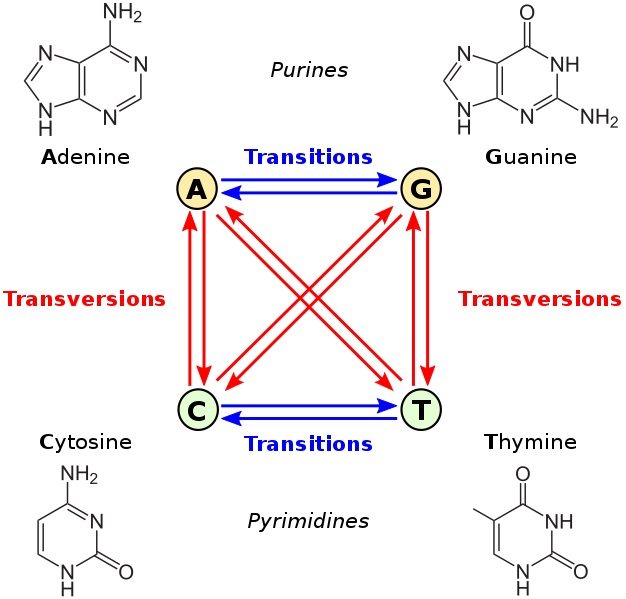 NH₂
O
N
N
N
H
N
Purines
N
NH
N
H
N
NH₂
Adenine
Transitions
Guanine
A
G
Transversions
Transversions
C
T
Cytosine
Transitions
Thymine
NH₂
O
N
Pyrimidines
NH
N
H
O
N
H
O